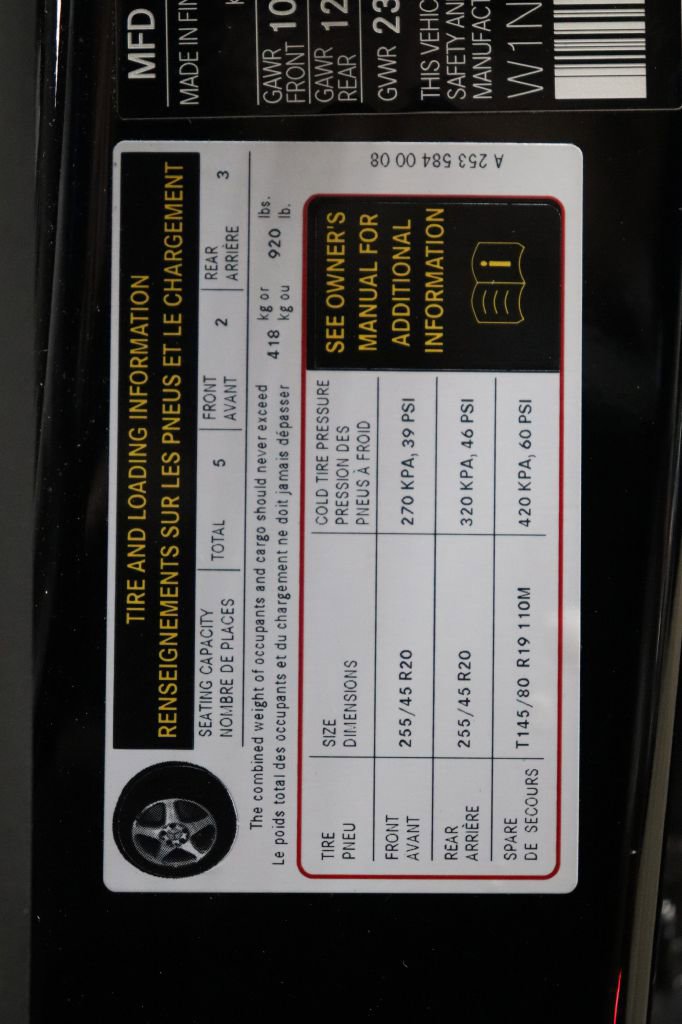 MFD
MADE IN FIN
GAWR FRONT 10
GAWR REAR 12
GVWR 23
THIS VEHIC
SAFETY AND
MANUFACT
W1N
TIRE AND LOADING INFORMATION
RENSEIGNEMENTS SUR LES PNEUS ET LE CHARGEMENT
SEATING CAPACITY TOTAL 5 FRONT 2 REAR 3
NOMBRE DE PLACES AVANT ARRIÈRE
The combined weight of occupants and cargo should never exceed 418 kg or 920 lbs.
Le poids total des occupants et du chargement ne doit jamais dépasser kg ou lb.
TIRE SIZE COLD TIRE PRESSURE
PNEU DIMENSIONS PRESSION DES
PNEUS À FROID
FRONT 255/45 R20 270 KPA, 39 PSI
AVANT
REAR 255/45 R20 320 KPA, 46 PSI
ARRIÈRE
SPARE T145/80 R19 110M 420 KPA, 60 PSI
DE SECOURS
SEE OWNER'S
MANUAL FOR
ADDITIONAL
INFORMATION
A 253 584 00 08